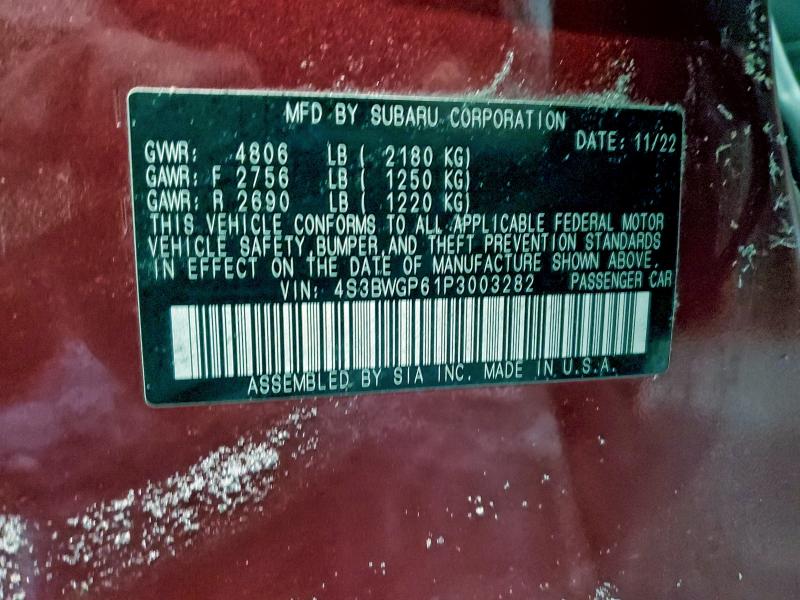 MFD BY SUBARU CORPORATION
DATE: 11/22
GVWR: 4806 LB ( 2180 KG)
GAWR: F 2756 LB ( 1250 KG)
GAWR: R 2690 LB ( 1220 KG)
THIS VEHICLE CONFORMS TO ALL APPLICABLE FEDERAL MOTOR
VEHICLE SAFETY,BUMPER,AND THEFT PREVENTION STANDARDS
IN EFFECT ON THE DATE OF MANUFACTURE SHOWN ABOVE.
VIN: 4S3BWGP61P3003282 PASSENGER CAR
ASSEMBLED BY SIA INC. MADE IN U.S.A.